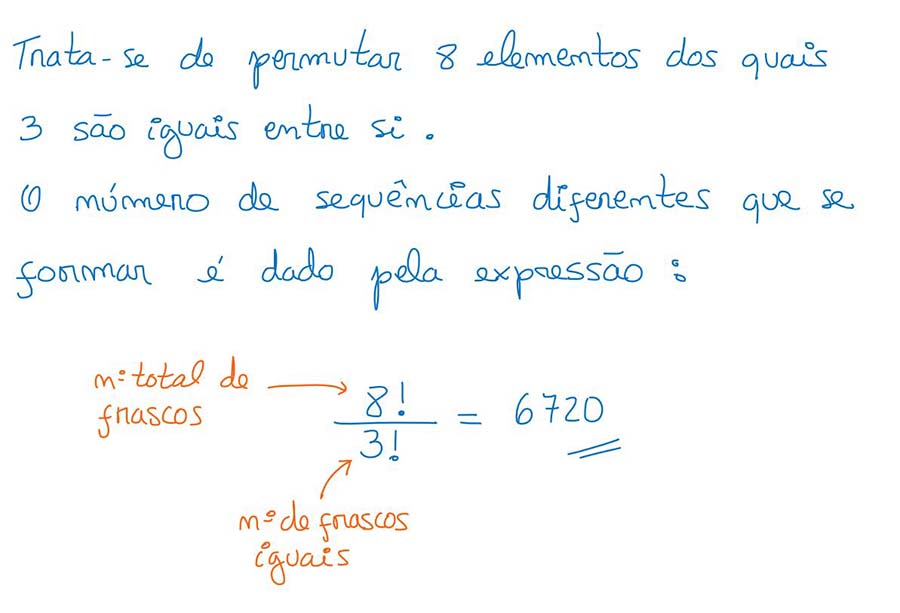 Trata-se de permutar 8 elementos dos quais
3 são iguais entre si.
O número de sequências diferentes que se
formar é dado pela expressão:
nº total de
frascos
8!
3!
= 6720
nº de frascos
iguais